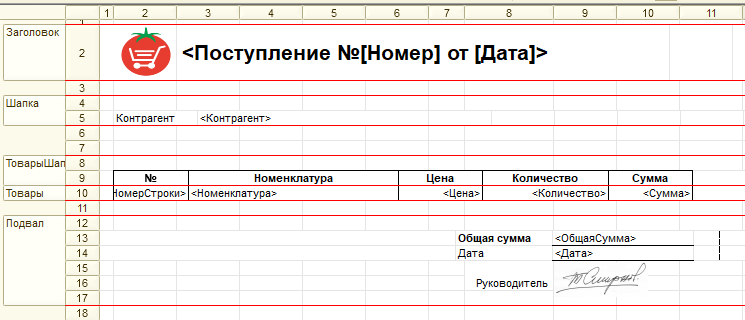 1 2 3 4 5 6 7 8 9 10 11
1
Заголовок
2 <Поступление №[Номер] от [Дата]>
3
Шапка 4
5 Контрагент <Контрагент>
6
7
ТоварыШап 8
9 № Номенклатура Цена Количество Сумма
Товары 10 НомерСтроки> <Номенклатура> <Цена> <Количество> <Сумма>
11
Подвал 12
13 Общая сумма <ОбщаяСумма>
14 Дата <Дата>
15
16 Руководитель
17
18